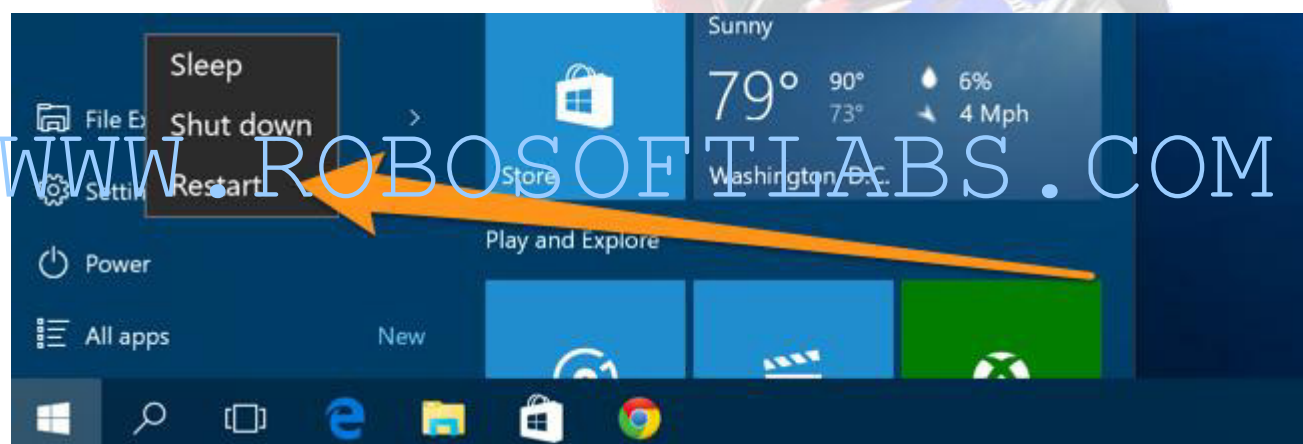 Sleep
Shut down
Restart
File Ex
Settin
Power
All apps
New
Store
Sunny
79°
90°
73°
6%
4 Mph
Washington, D.C.
Play and Explore
WWW.ROBOSOFTLABS.COM